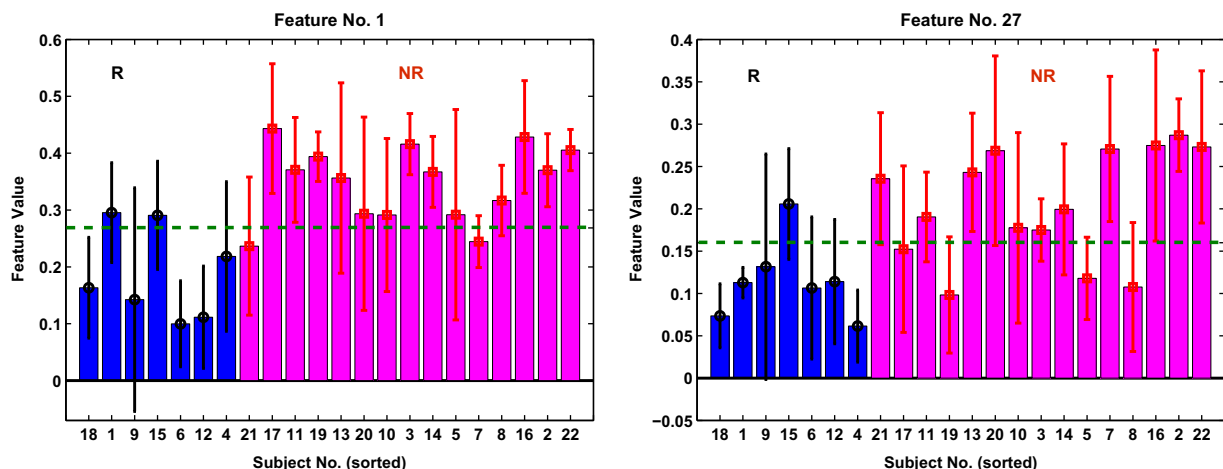 Feature No. 1
Feature Value
0.6
0.5
0.4
0.3
0.2
0.1
0
R
NR
18 1 9 15 6 12 4 21 17 11 19 13 20 10 3 14 5 7 8 16 2 22
Subject No. (sorted)
Feature No. 27
Feature Value
0.4
0.35
0.3
0.25
0.2
0.15
0.1
0.05
0
−0.05
R
NR
18 1 9 15 6 12 4 21 17 11 19 13 20 10 3 14 5 7 8 16 2 22
Subject No. (sorted)